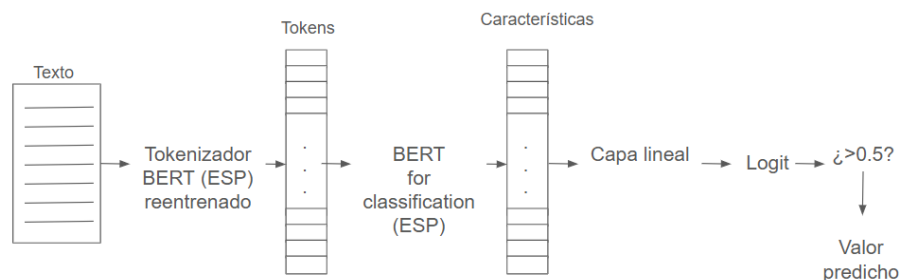 Texto
Tokenizador
BERT (ESP)
reentrenado
Tokens
BERT
for
classification
(ESP)
Características
Capa lineal
Logit
¿>0.5?
Valor
predicho